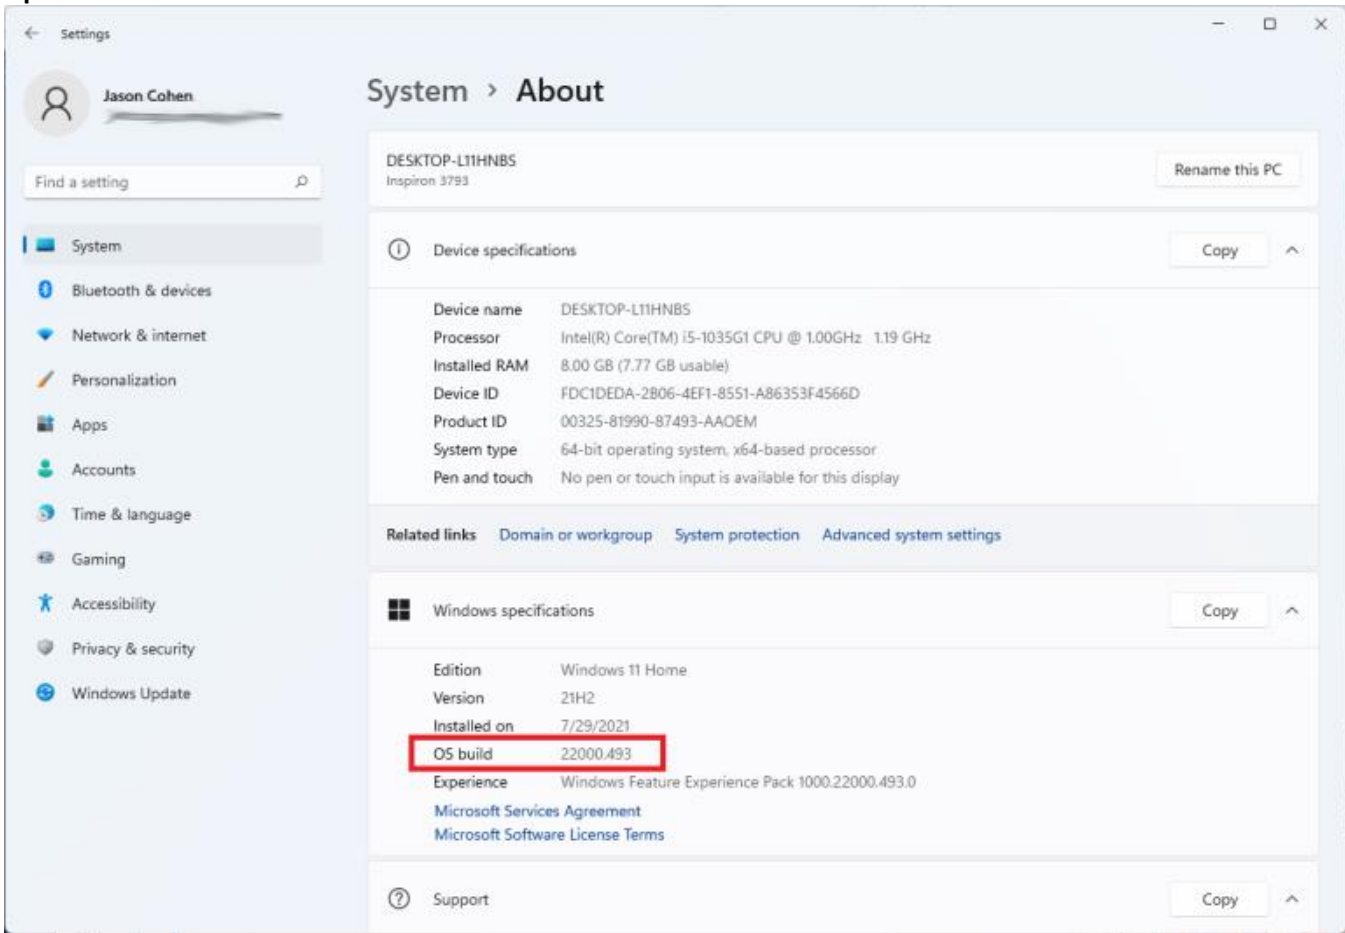 Settings
Jason Cohen
Find a setting
System
Bluetooth & devices
Network & internet
Personalization
Apps
Accounts
Time & language
Gaming
Accessibility
Privacy & security
Windows Update
System > About
DESKTOP-L11HNBS
Inspiron 3793
Rename this PC
Device specifications
Copy
Device name DESKTOP-L11HNBS
Processor Intel(R) Core(TM) i5-1035G1 CPU @ 1.00GHz 1.19 GHz
Installed RAM 8.00 GB (7.77 GB usable)
Device ID FDC1DEDA-2B06-4EF1-8551-A86353F4566D
Product ID 00325-81990-87493-AAOEM
System type 64-bit operating system, x64-based processor
Pen and touch No pen or touch input is available for this display
Related links Domain or workgroup System protection Advanced system settings
Windows specifications
Copy
Edition Windows 11 Home
Version 21H2
Installed on 7/29/2021
OS build 22000.493
Experience Windows Feature Experience Pack 1000.22000.493.0
Microsoft Services Agreement
Microsoft Software License Terms
Support
Copy